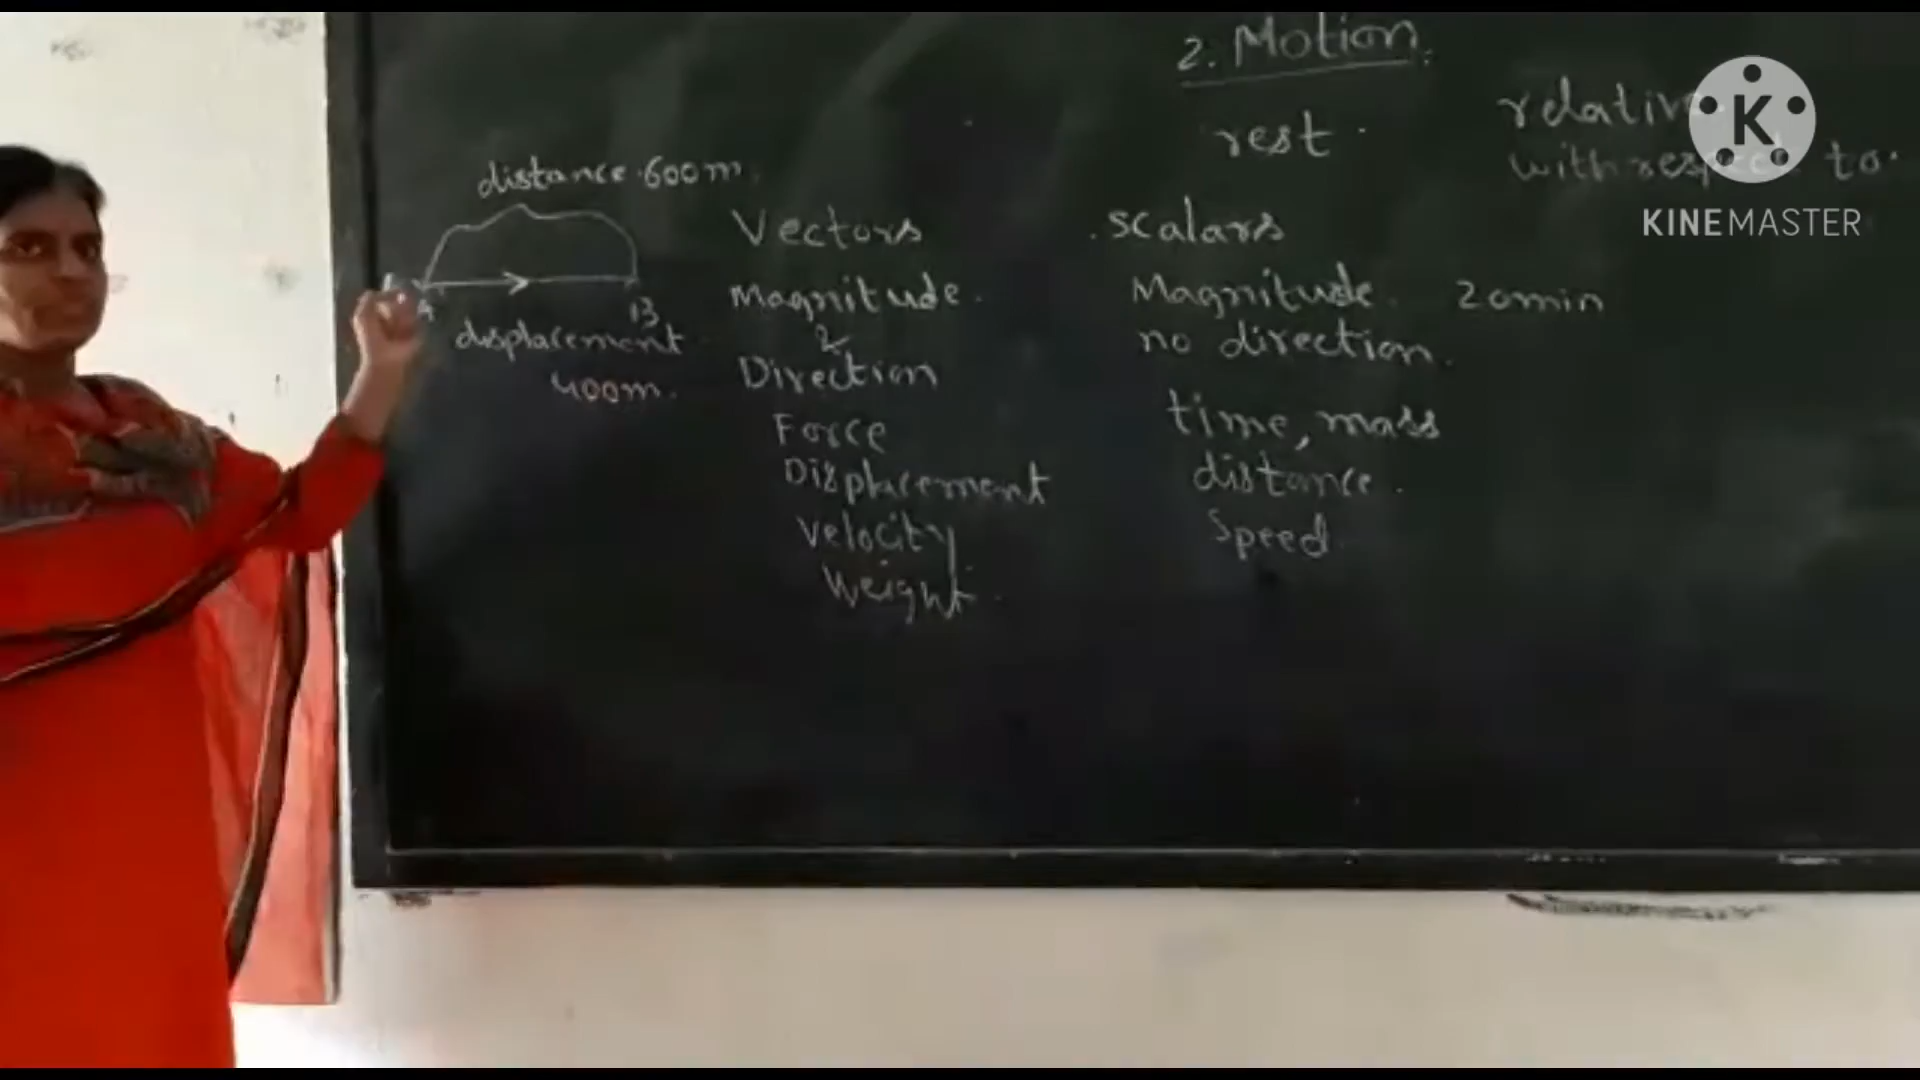 2. Motion.
rest.
relative
with respect to.
distance. 600m.
A
B
displacement
400m.
Vectors
Magnitude.
&
Direction
Force
Displacement
Velocity
Weight.
.scalars
Magnitude. 20min
no direction.
time, mass
distance.
Speed
K
KINEMASTER